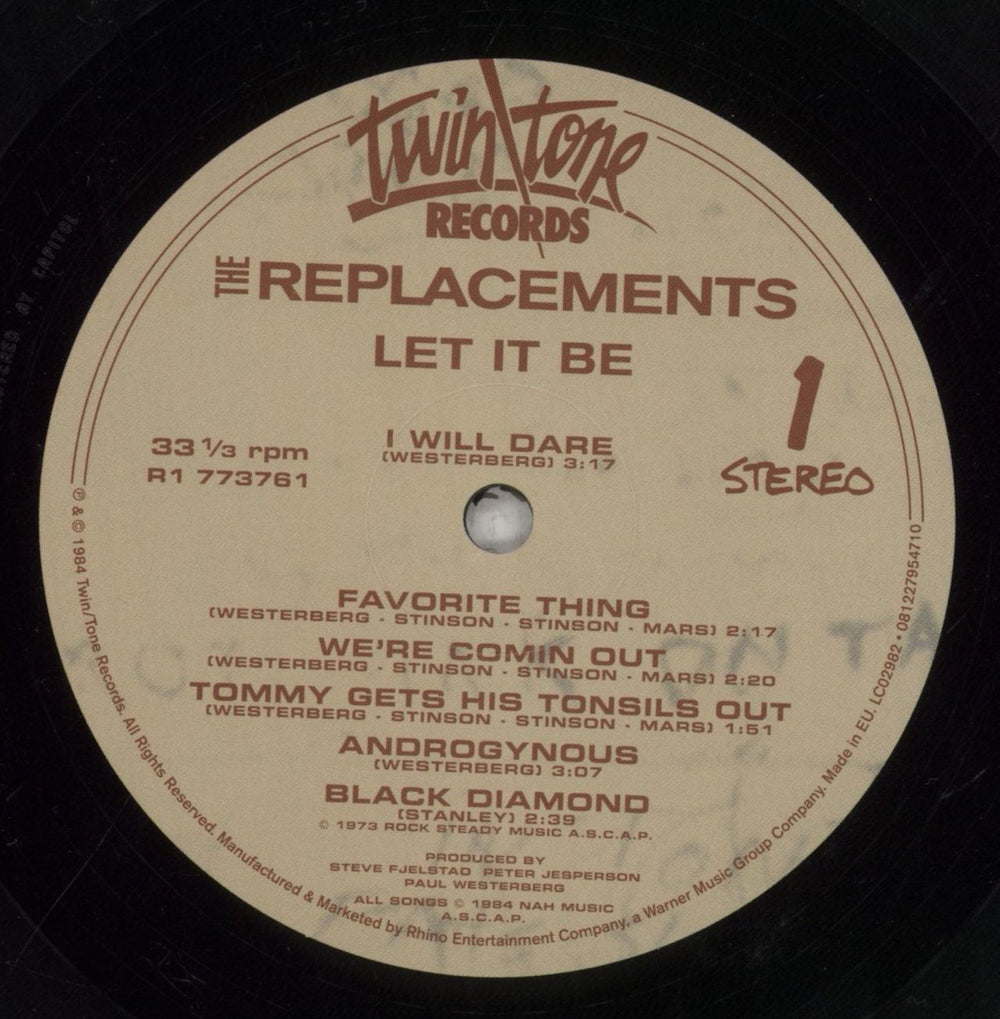 twin\tone
RECORDS
THE REPLACEMENTS
LET IT BE
1
STEREO
33 1/3 rpm
R1 773761
I WILL DARE
(WESTERBERG) 3:17
FAVORITE THING
(WESTERBERG - STINSON - STINSON - MARS) 2:17
WE'RE COMIN OUT
(WESTERBERG - STINSON - STINSON - MARS) 2:20
TOMMY GETS HIS TONSILS OUT
(WESTERBERG - STINSON - STINSON - MARS) 1:51
ANDROGYNOUS
(WESTERBERG) 3:07
BLACK DIAMOND
(STANLEY) 2:39
© 1973 ROCK STEADY MUSIC A.S.C.A.P.
PRODUCED BY
STEVE FJELSTAD PETER JESPERSON
PAUL WESTERBERG
ALL SONGS © 1984 NAH MUSIC
A.S.C.A.P.
℗ & © 1984 Twin/Tone Records. All Rights Reserved. Manufactured & Marketed by Rhino Entertainment Company, a Warner Music Group Company. Made in EU. LC02982 • 081227954710
BY CAPITOL